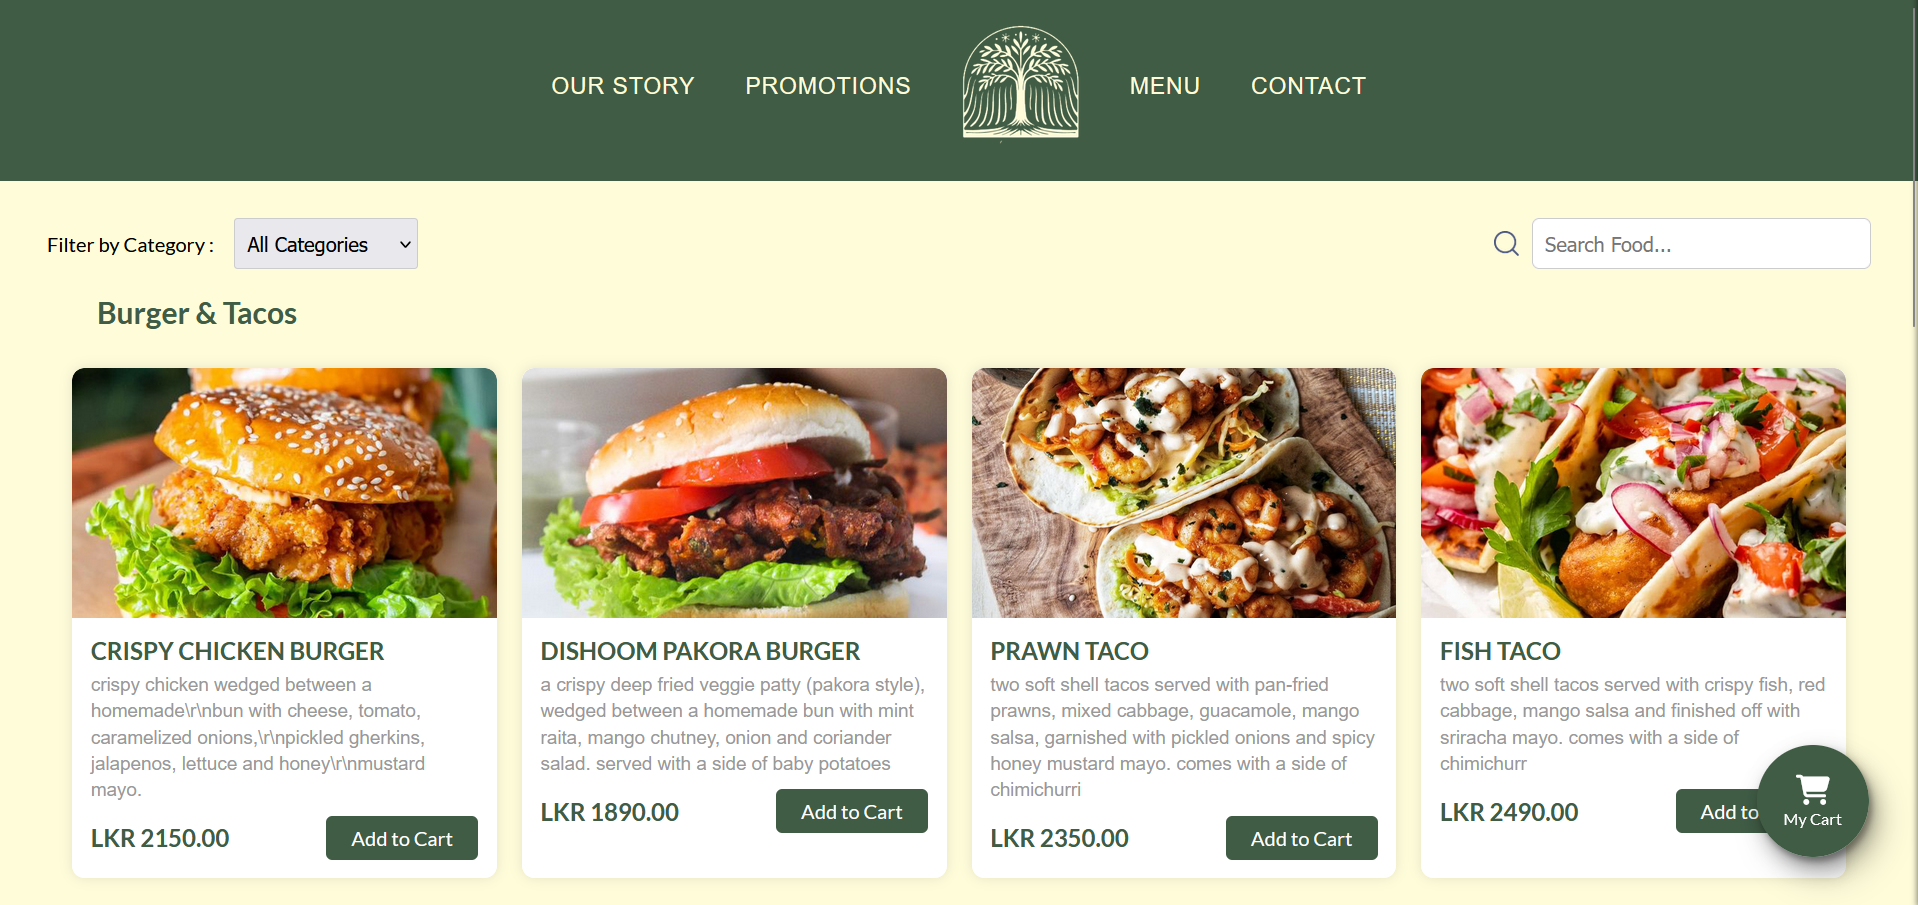 OUR STORY
PROMOTIONS
MENU
CONTACT
Filter by Category :
All Categories
Search Food...
Burger & Tacos
CRISPY CHICKEN BURGER
crispy chicken wedged between a
homemade\r\nbun with cheese, tomato,
caramelized onions,\r\npickled gherkins,
jalapenos, lettuce and honey\r\nmustard
mayo.
LKR 2150.00
Add to Cart
DISHOOM PAKORA BURGER
a crispy deep fried veggie patty (pakora style),
wedged between a homemade bun with mint
raita, mango chutney, onion and coriander
salad. served with a side of baby potatoes
LKR 1890.00
Add to Cart
PRAWN TACO
two soft shell tacos served with pan-fried
prawns, mixed cabbage, guacamole, mango
salsa, garnished with pickled onions and spicy
honey mustard mayo. comes with a side of
chimichurri
LKR 2350.00
Add to Cart
FISH TACO
two soft shell tacos served with crispy fish, red
cabbage, mango salsa and finished off with
sriracha mayo. comes with a side of
chimichurr
LKR 2490.00
Add to
My Cart